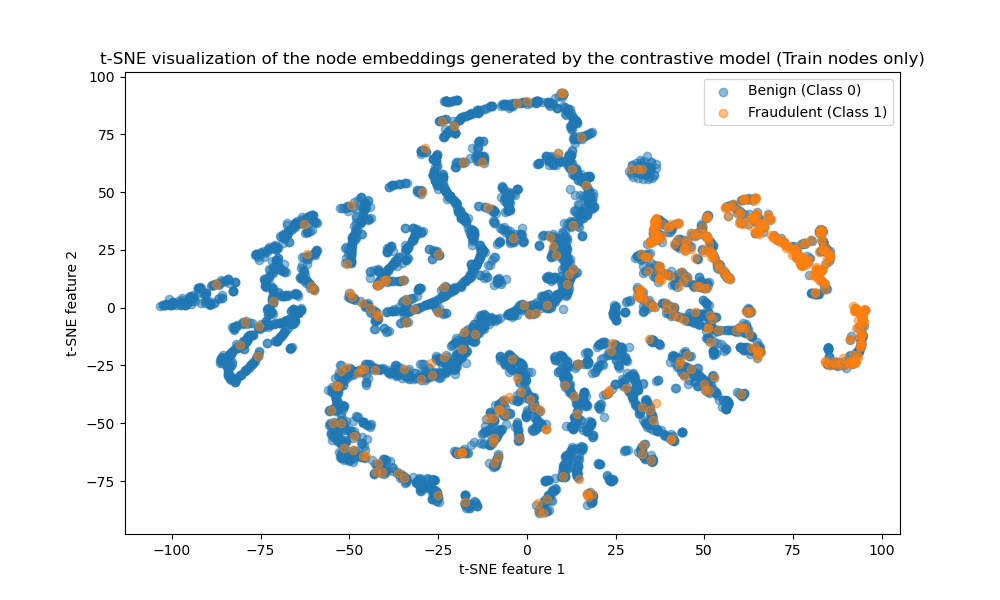 t-SNE visualization of the node embeddings generated by the contrastive model (Train nodes only)
Benign (Class 0)
Fraudulent (Class 1)
100
75
50
25
0
−25
−50
−75
t-SNE feature 2
−100 −75 −50 −25 0 25 50 75 100
t-SNE feature 1